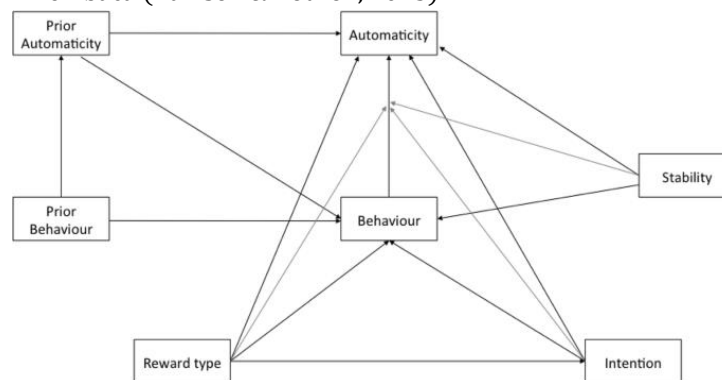 Prior
Automaticity
Automaticity
Stability
Prior
Behaviour
Behaviour
Reward type
Intention